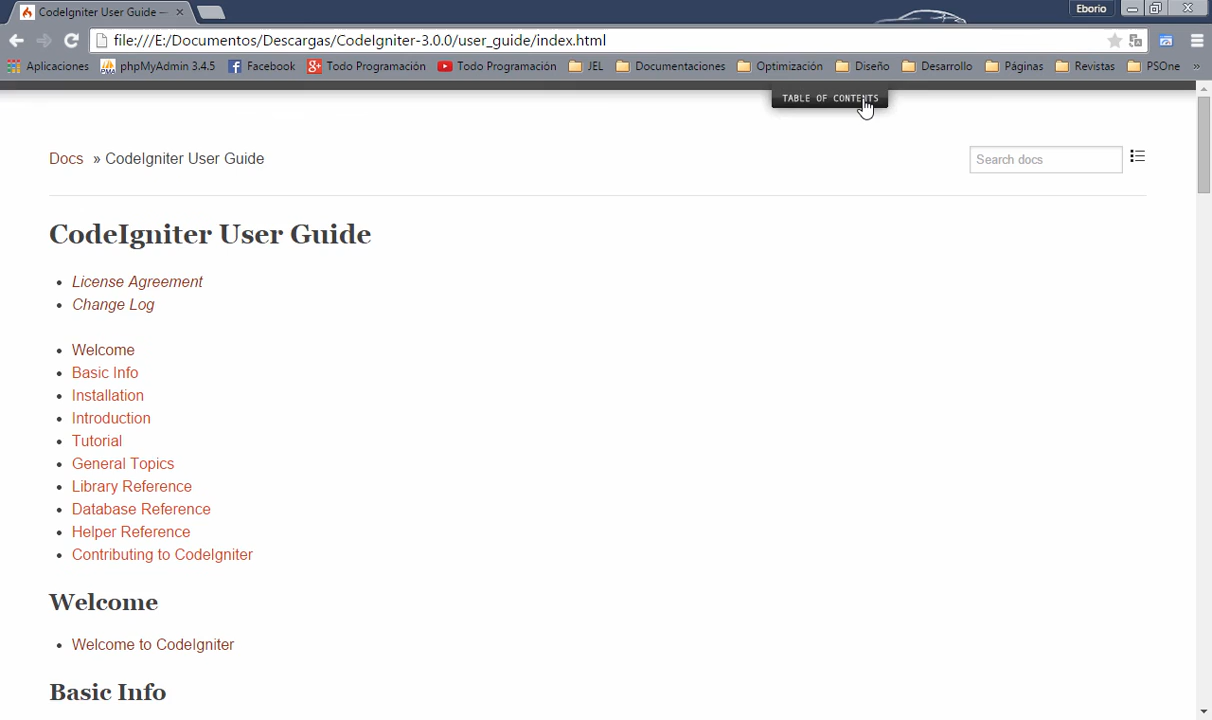 CodeIgniter User Guide —
Eborio
file:///E:/Documentos/Descargas/CodeIgniter-3.0.0/user_guide/index.html
Aplicaciones phpMyAdmin 3.4.5 Facebook Todo Programación Todo Programación JEL Documentaciones Optimización Diseño Desarrollo Páginas Revistas PSOne »
TABLE OF CONTENTS
Docs » CodeIgniter User Guide
Search docs
CodeIgniter User Guide
• License Agreement
• Change Log
• Welcome
• Basic Info
• Installation
• Introduction
• Tutorial
• General Topics
• Library Reference
• Database Reference
• Helper Reference
• Contributing to CodeIgniter
Welcome
• Welcome to CodeIgniter
Basic Info